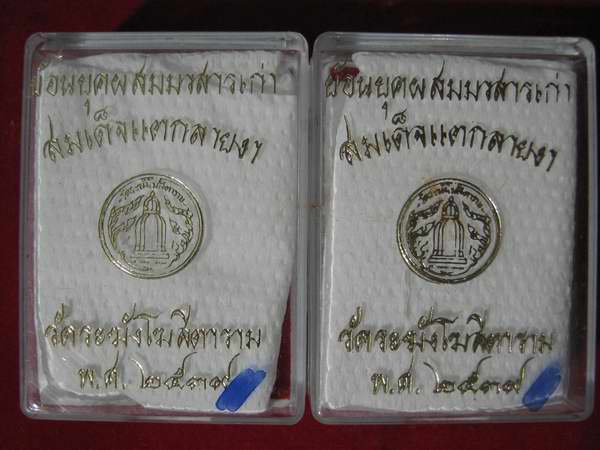 ย้อนยุคผสมมรสารเก่า
สมเด็จแตกลายงา
วัดระฆังโฆสิตาราม
พ.ศ. ๒๕๓๗
ย้อนยุคผสมมรสารเก่า
สมเด็จแตกลายงา
วัดระฆังโฆสิตาราม
พ.ศ. ๒๕๓๗